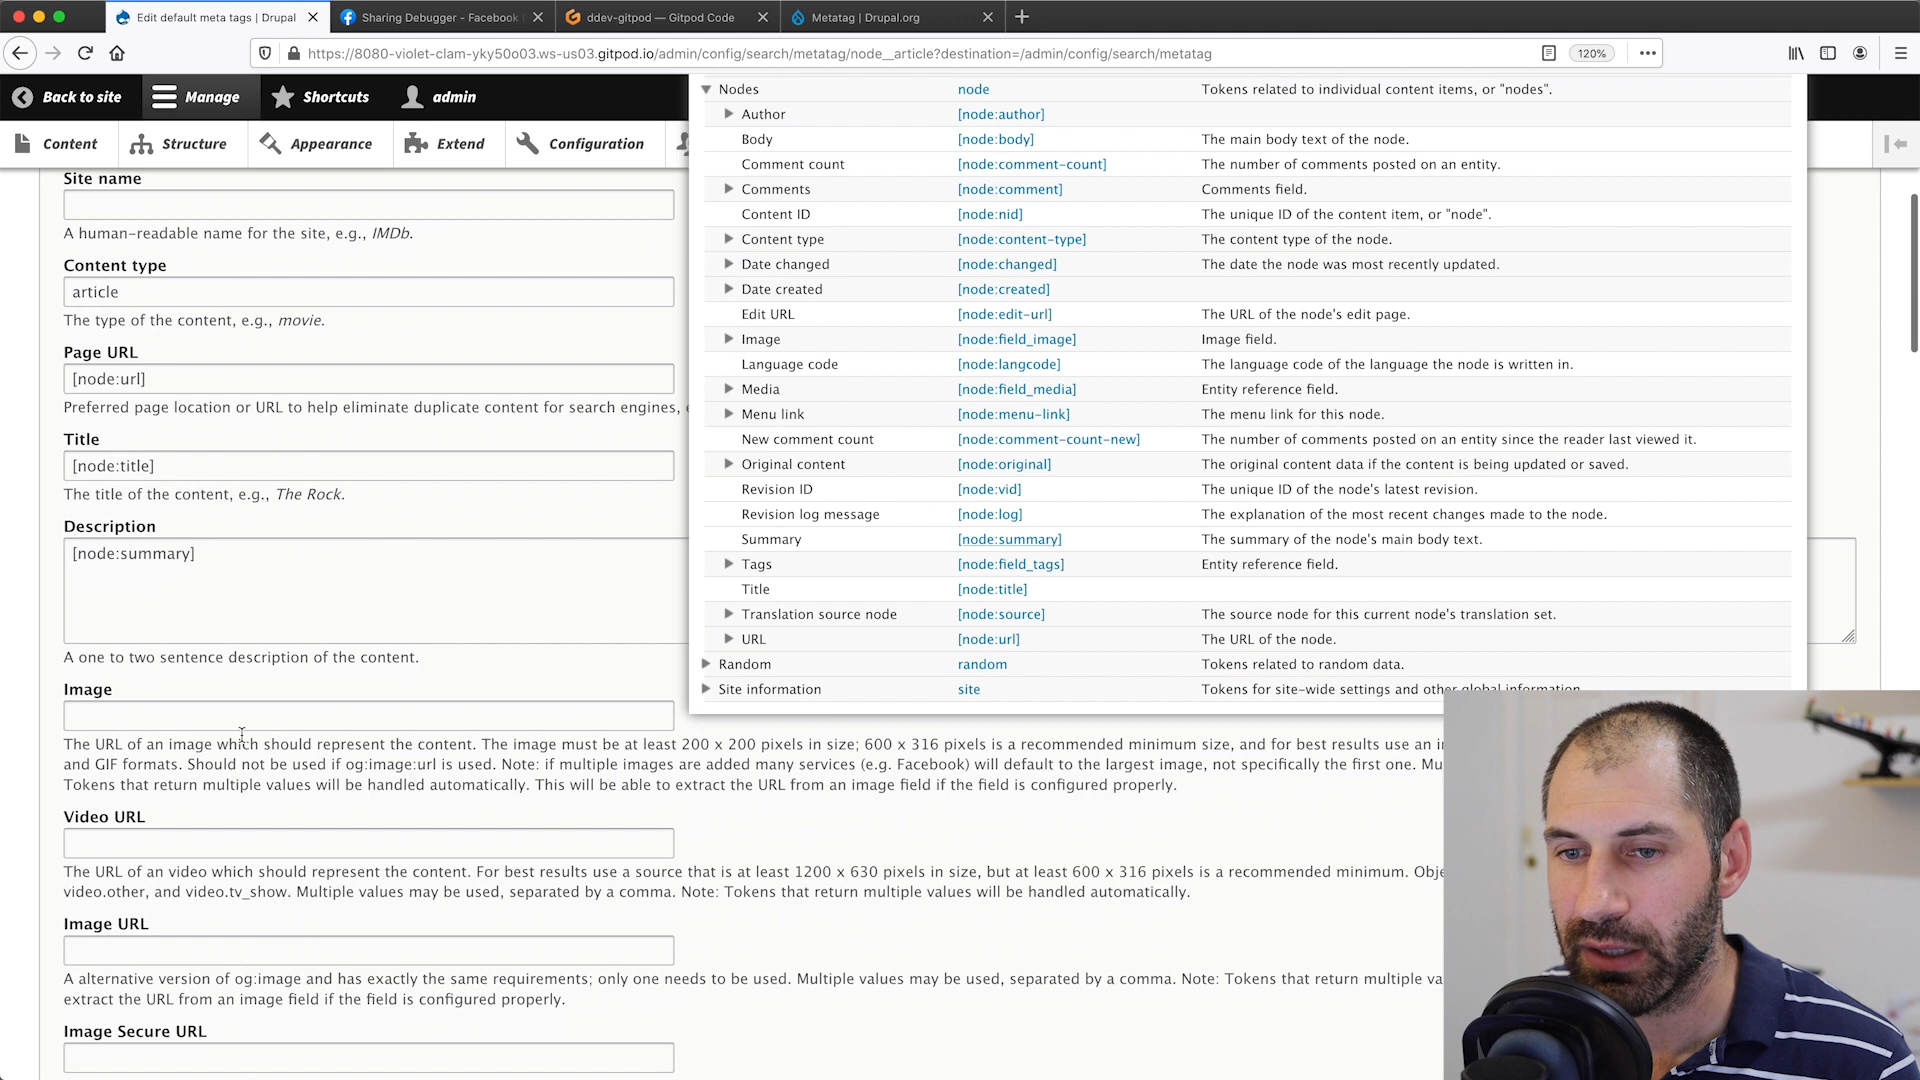 Edit default meta tags | Drupal
Sharing Debugger - Facebook
ddev-gitpod — Gitpod Code
Metatag | Drupal.org
https://8080-violet-clam-yky50o03.ws-us03.gitpod.io/admin/config/search/metatag/node__article?destination=/admin/config/search/metatag
120%
Back to site
Manage
Shortcuts
admin
Content
Structure
Appearance
Extend
Configuration
Site name
A human-readable name for the site, e.g., IMDb.
Content type
article
The type of the content, e.g., movie.
Page URL
[node:url]
Preferred page location or URL to help eliminate duplicate content for search engines,
Title
[node:title]
The title of the content, e.g., The Rock.
Description
[node:summary]
A one to two sentence description of the content.
Image
The URL of an image which should represent the content. The image must be at least 200 x 200 pixels in size; 600 x 316 pixels is a recommended minimum size, and for best results use an
and GIF formats. Should not be used if og:image:url is used. Note: if multiple images are added many services (e.g. Facebook) will default to the largest image, not specifically the first one.
Tokens that return multiple values will be handled automatically. This will be able to extract the URL from an image field if the field is configured properly.
Video URL
The URL of an video which should represent the content. For best results use a source that is at least 1200 x 630 pixels in size, but at least 600 x 316 pixels is a recommended minimum.
video.other, and video.tv_show. Multiple values may be used, separated by a comma. Note: Tokens that return multiple values will be handled automatically.
Image URL
A alternative version of og:image and has exactly the same requirements; only one needs to be used. Multiple values may be used, separated by a comma. Note: Tokens that return multiple
extract the URL from an image field if the field is configured properly.
Image Secure URL
Nodes node Tokens related to individual content items, or "nodes".
Author [node:author]
Body [node:body] The main body text of the node.
Comment count [node:comment-count] The number of comments posted on an entity.
Comments [node:comment] Comments field.
Content ID [node:nid] The unique ID of the content item, or "node".
Content type [node:content-type] The content type of the node.
Date changed [node:changed] The date the node was most recently updated.
Date created [node:created]
Edit URL [node:edit-url] The URL of the node's edit page.
Image [node:field_image] Image field.
Language code [node:langcode] The language code of the language the node is written in.
Media [node:field_media] Entity reference field.
Menu link [node:menu-link] The menu link for this node.
New comment count [node:comment-count-new] The number of comments posted on an entity since the reader last viewed it.
Original content [node:original] The original content data if the content is being updated or saved.
Revision ID [node:vid] The unique ID of the node's latest revision.
Revision log message [node:log] The explanation of the most recent changes made to the node.
Summary [node:summary] The summary of the node's main body text.
Tags [node:field_tags] Entity reference field.
Title [node:title]
Translation source node [node:source] The source node for this current node's translation set.
URL [node:url] The URL of the node.
Random random Tokens related to random data.
Site information site Tokens for site-wide settings and other global information.